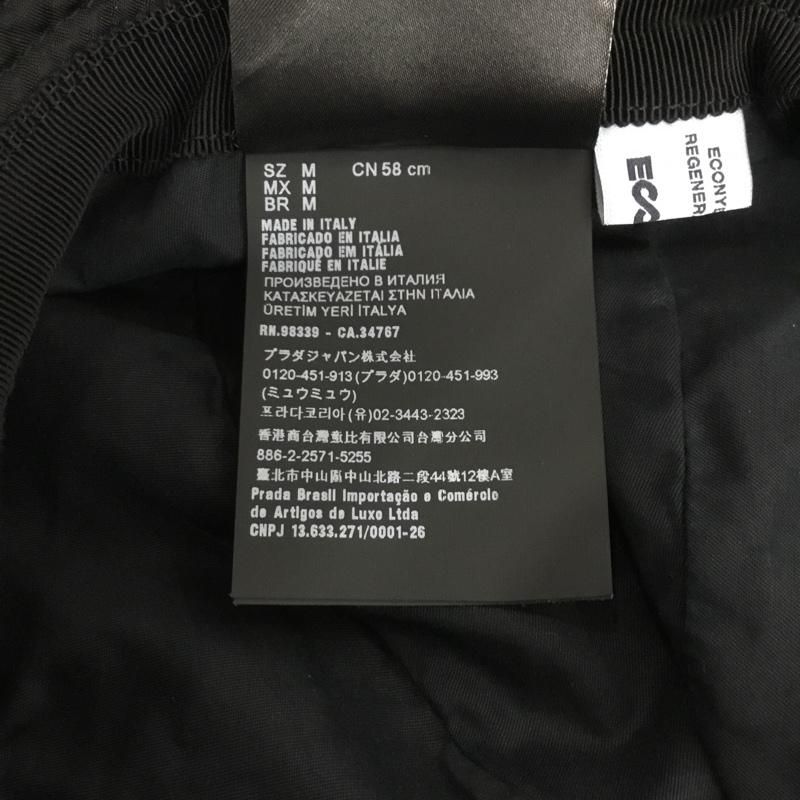 SZ M CN 58 cm
MX M
BR M
MADE IN ITALY
FABRICADO EN ITALIA
FABRICADO EM ITÁLIA
FABRIQUÉ EN ITALIE
ПРОИЗВЕДЕНО В ИТАЛИЯ
ΚΑΤΑΣΚΕΥΑΖΕΤΑΙ ΣΤΗΝ ΙΤΑΛΙΑ
ÜRETİM YERİ İTALYA
RN.98339 - CA.34767
プラダジャパン株式会社
0120-451-913(プラダ)0120-451-993
(ミュウミュウ)
프라다코리아(유)02-3443-2323
香港商台灣 比有限公司台灣分公司
886-2-2571-5255
臺北市中山區中山北路二段44號12樓A室
Prada Brasil Importação e Comércio
de Artigos de Luxo Ltda
CNPJ 13.633.271/0001-26